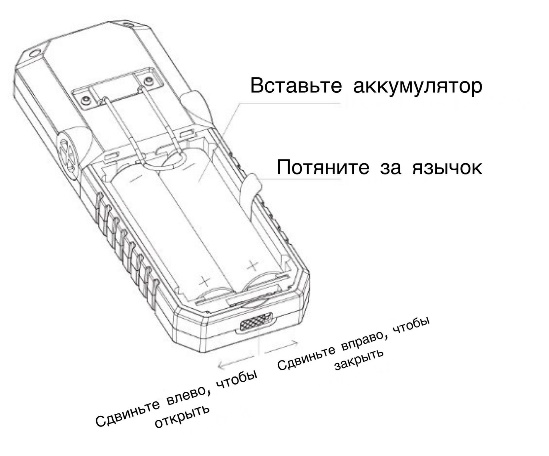 Вставьте аккумулятор
Потяните за язычок
Сдвиньте влево, чтобы
открыть
Сдвиньте вправо, чтобы
закрыть